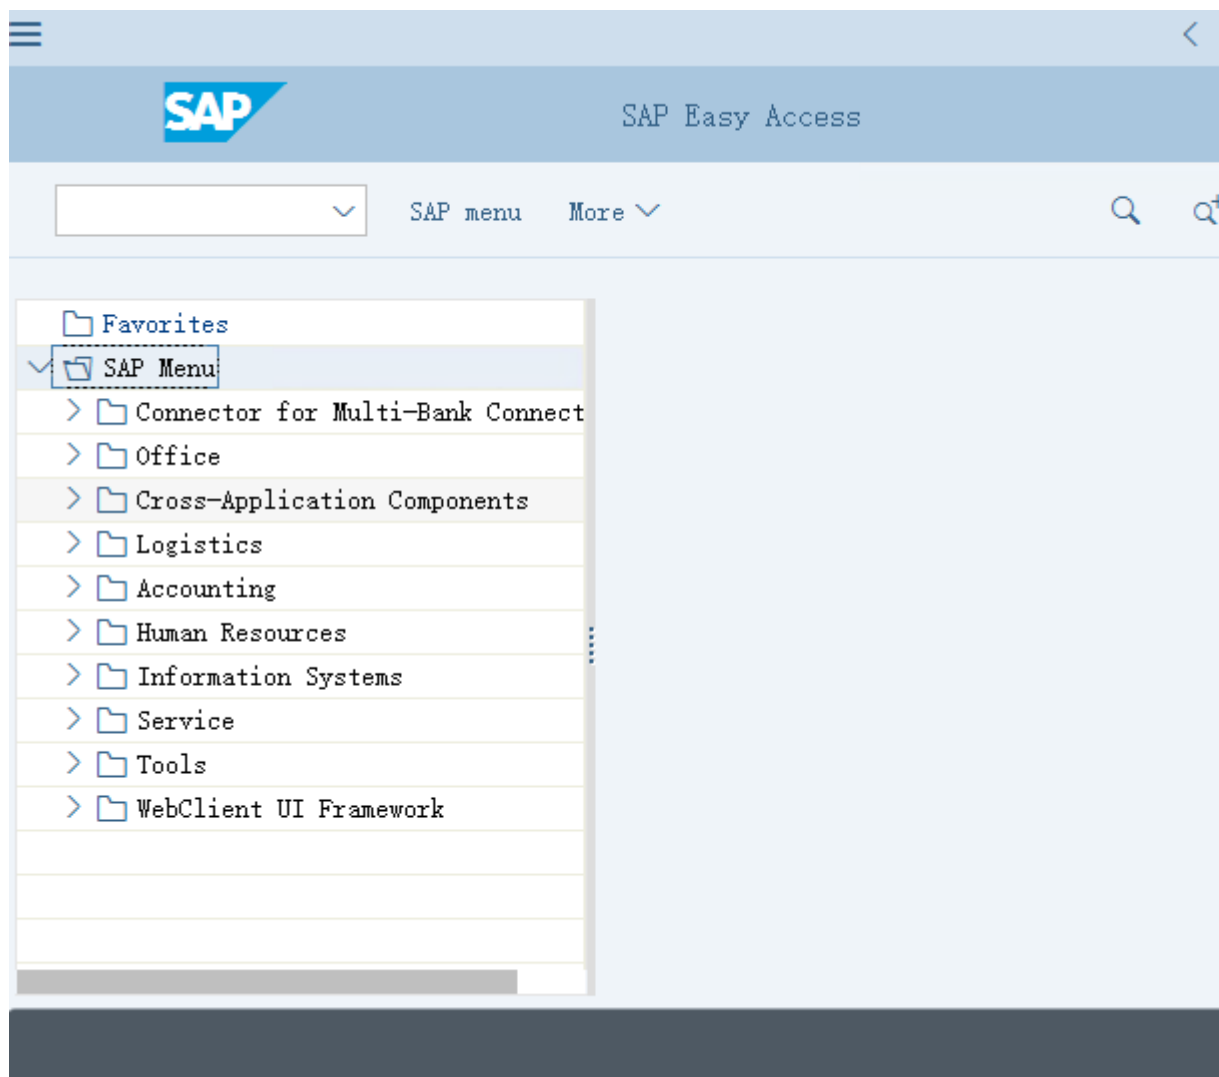 SAP
SAP Easy Access
SAP menu More
Favorites
SAP Menu
Connector for Multi-Bank Connect
Office
Cross-Application Components
Logistics
Accounting
Human Resources
Information Systems
Service
Tools
WebClient UI Framework